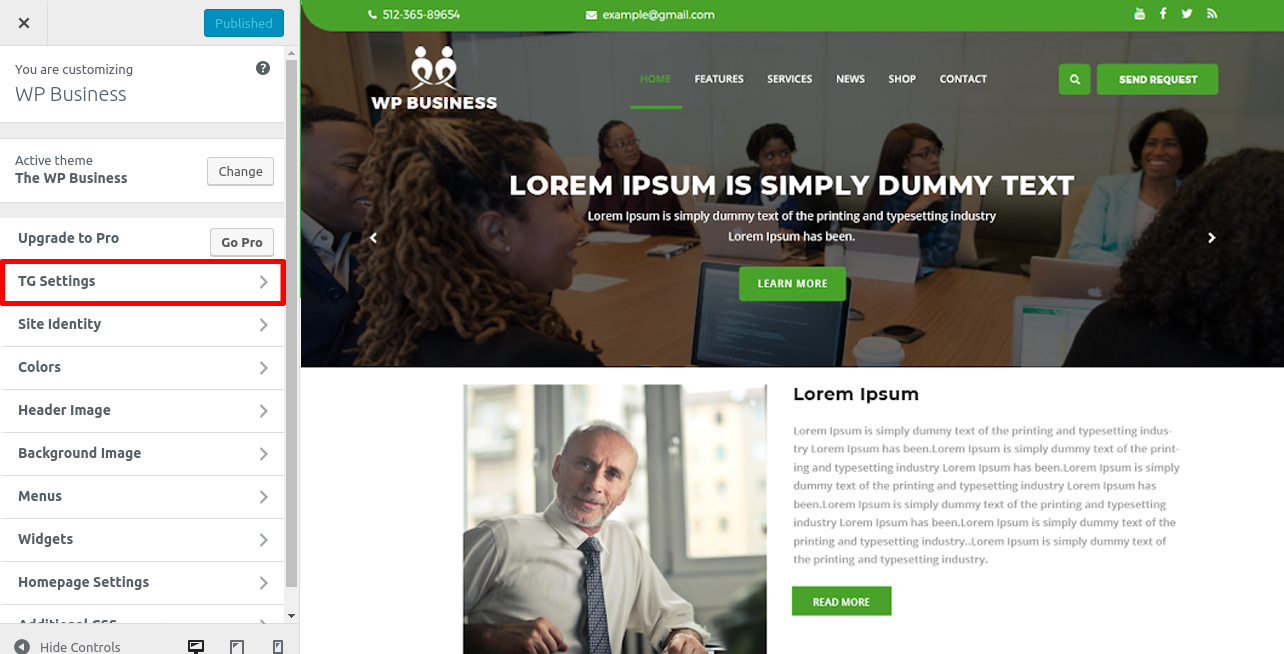 Published
You are customizing
WP Business
Active theme
The WP Business
Change
Upgrade to Pro
Go Pro
TG Settings
Site Identity
Colors
Header Image
Background Image
Menus
Widgets
Homepage Settings
Additional CSS
Hide Controls
512-365-89654
example@gmail.com
WP BUSINESS
HOME FEATURES SERVICES NEWS SHOP CONTACT
SEND REQUEST
LOREM IPSUM IS SIMPLY DUMMY TEXT
Lorem Ipsum is simply dummy text of the printing and typesetting industry
Lorem Ipsum has been.
LEARN MORE
Lorem Ipsum
Lorem Ipsum is simply dummy text of the printing and typesetting indus-
try Lorem Ipsum has been.Lorem Ipsum is simply dummy text of the print-
ing and typesetting industry Lorem Ipsum has been.Lorem Ipsum is simply
dummy text of the printing and typesetting industry Lorem Ipsum has
been.Lorem Ipsum is simply dummy text of the printing and typesetting
industry Lorem Ipsum has been.Lorem Ipsum is simply dummy text of the
printing and typesetting industry..Lorem Ipsum is simply dummy text of
the printing and typesetting industry.
READ MORE